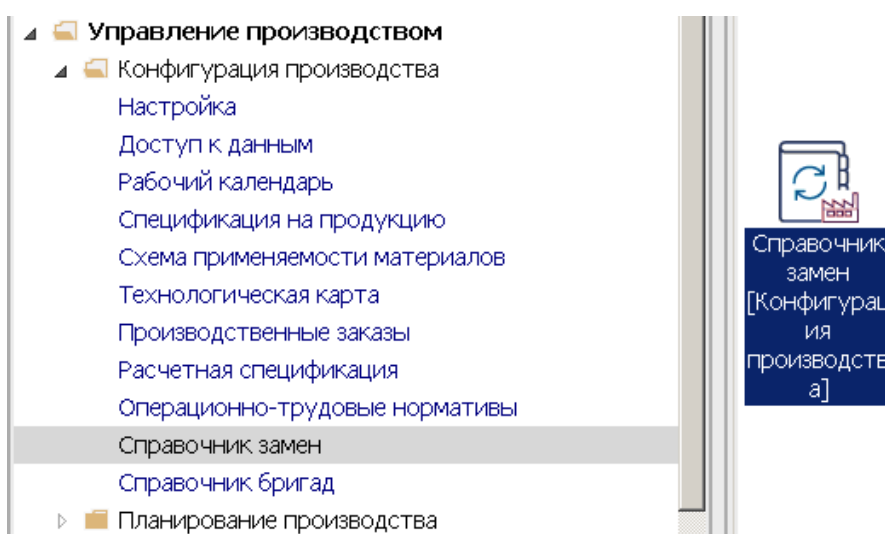 Управление производством
Конфигурация производства
Настройка
Доступ к данным
Рабочий календарь
Спецификация на продукцию
Схема применяемости материалов
Технологическая карта
Производственные заказы
Расчетная спецификация
Операционно-трудовые нормативы
Справочник замен
Справочник бригад
Планирование производства
Справочник
замен
[Конфигурац
ия
производств
а]